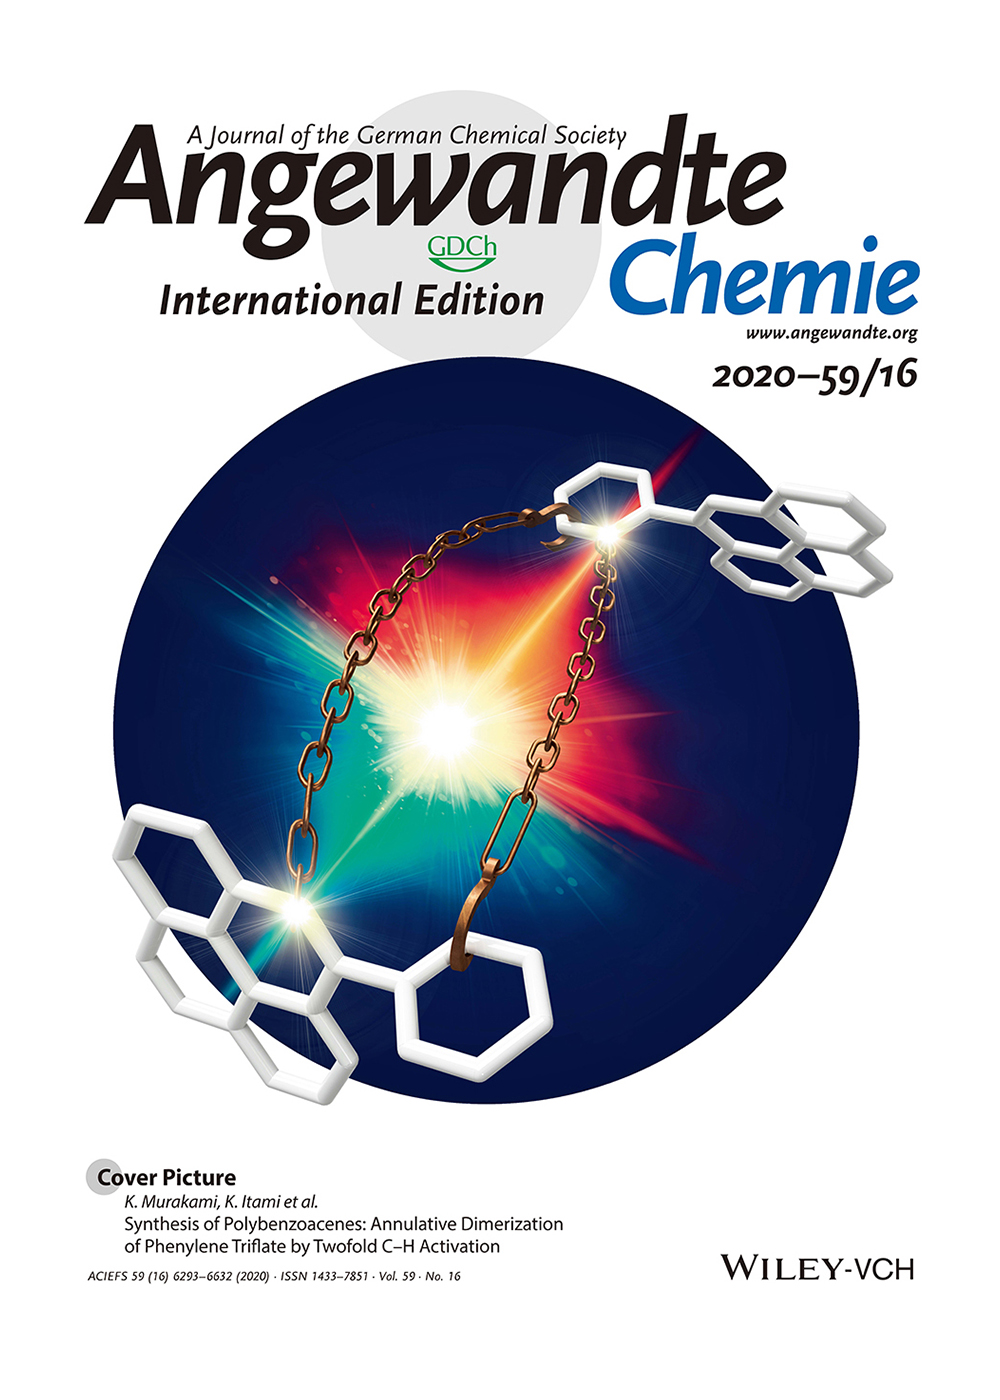 A Journal of the German Chemical Society
Angewandte
GDCh
International Edition
Chemie
www.angewandte.org
2020–59/16
Cover Picture
K. Murakami, K. Itami et al.
Synthesis of Polybenzoacenes: Annulative Dimerization
of Phenylene Triflate by Twofold C–H Activation
ACIEFS 59 (16) 6293–6632 (2020) · ISSN 1433–7851 · Vol. 59 · No. 16
WILEY-VCH